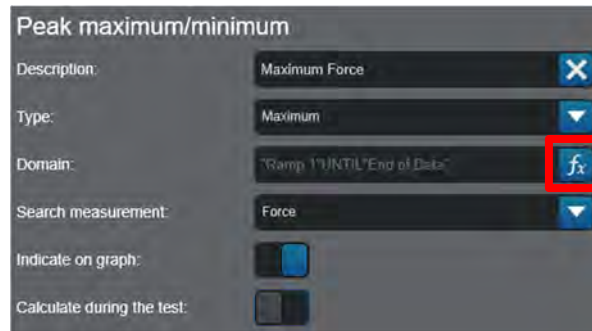 Peak maximum/minimum
Description: Maximum Force
Type: Maximum
Domain: "Ramp 1"UNTIL"End of Data" fx
Search measurement: Force
Indicate on graph:
Calculate during the test: